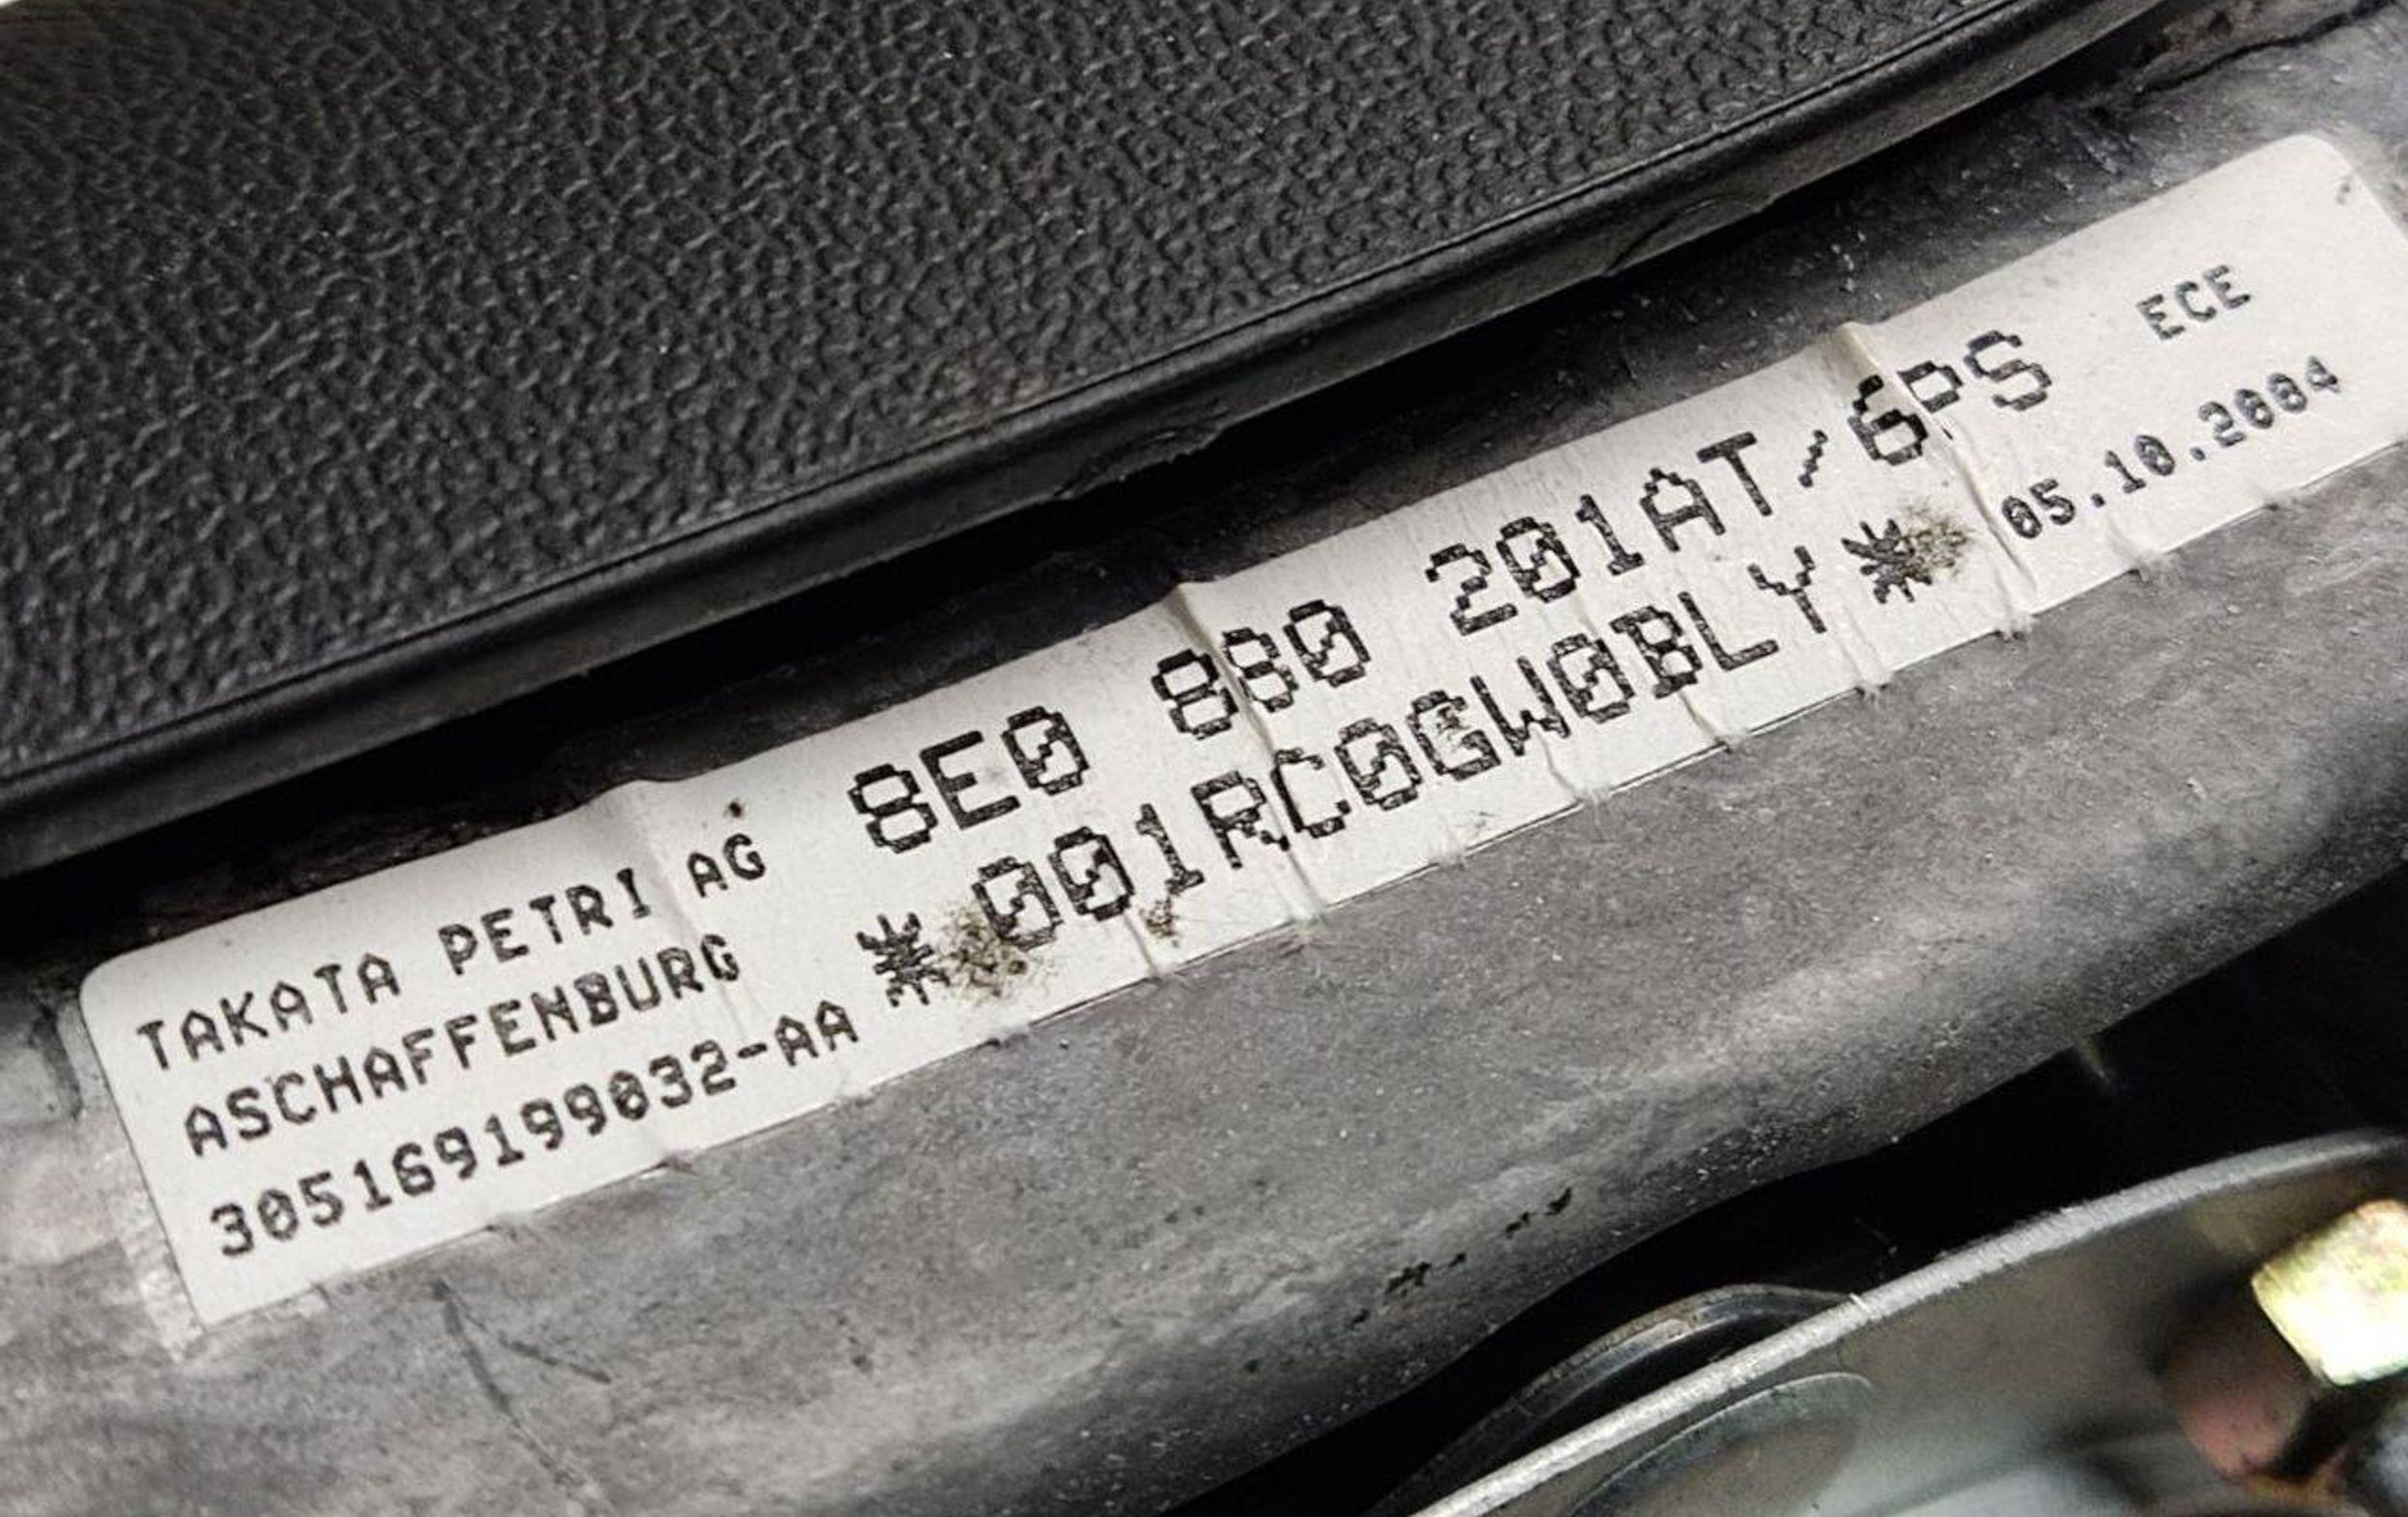 TAKATA PETRI AG
ASCHAFFENBURG
305169199032-AA
8E0 880 201AT/6PS
*001RC0GW0BLY*
ECE
05.10.2004